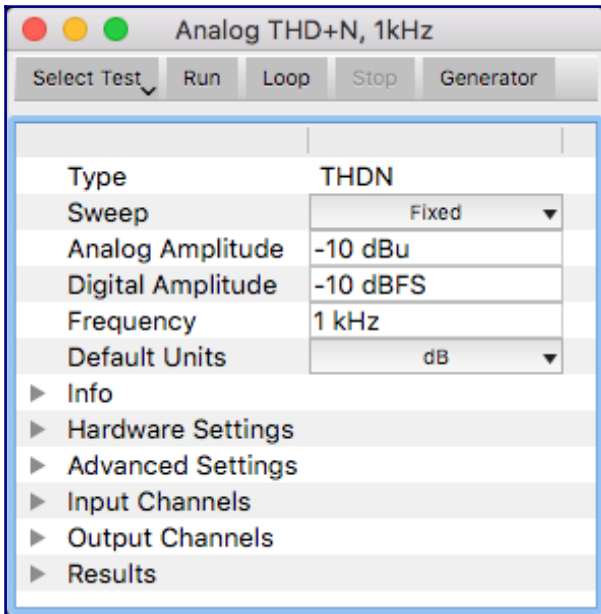 Analog THD+N, 1kHz
Select Test Run Loop Stop Generator
Type THDN
Sweep Fixed
Analog Amplitude -10 dBu
Digital Amplitude -10 dBFS
Frequency 1 kHz
Default Units dB
Info
Hardware Settings
Advanced Settings
Input Channels
Output Channels
Results